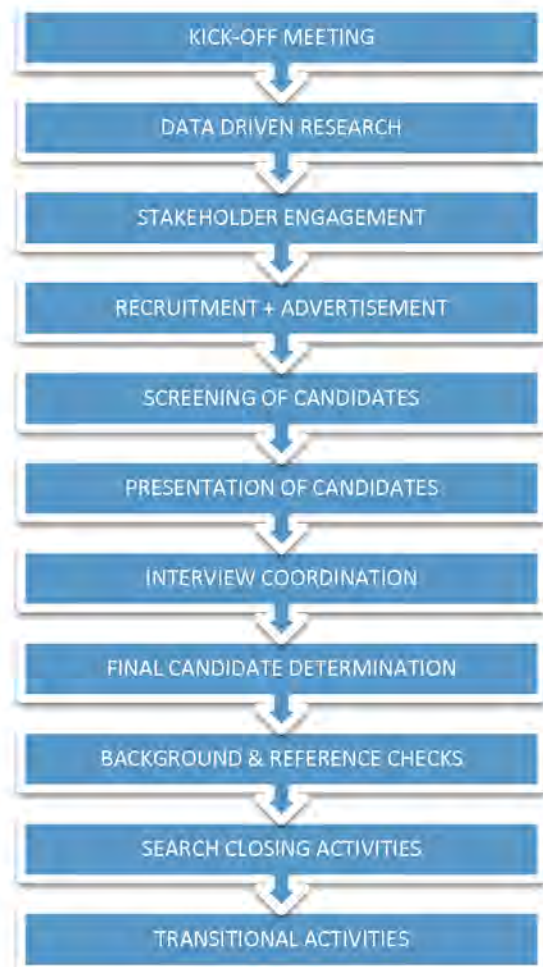 KICK-OFF MEETING
DATA DRIVEN RESEARCH
STAKEHOLDER ENGAGEMENT
RECRUITMENT + ADVERTISEMENT
SCREENING OF CANDIDATES
PRESENTATION OF CANDIDATES
INTERVIEW COORDINATION
FINAL CANDIDATE DETERMINATION
BACKGROUND & REFERENCE CHECKS
SEARCH CLOSING ACTIVITIES
TRANSITIONAL ACTIVITIES